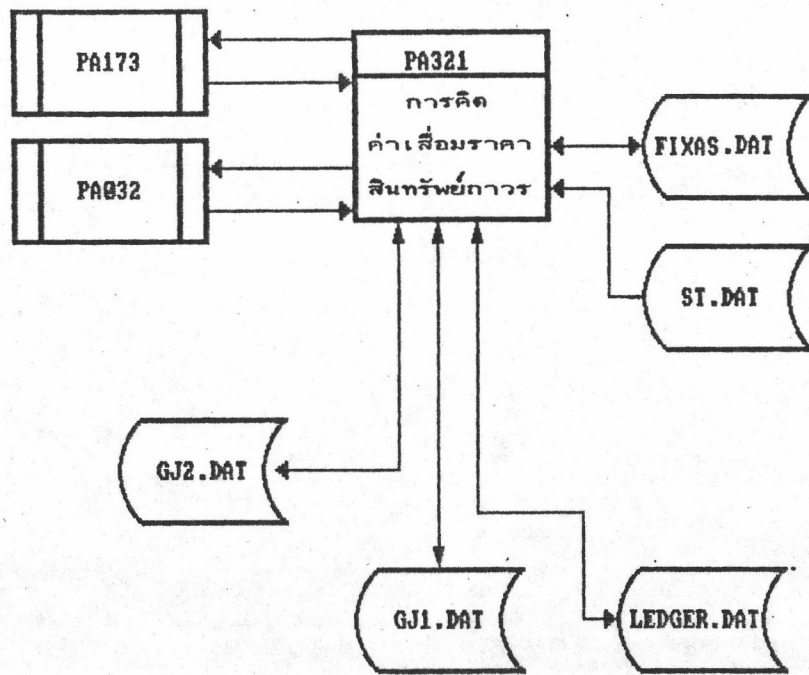 PA173
PA321
การคิด
ค่าเสื่อมราคา
สินทรัพย์ถาวร
FIXAS.DAT
PA032
ST.DAT
GJ2.DAT
GJ1.DAT
LEDGER.DAT